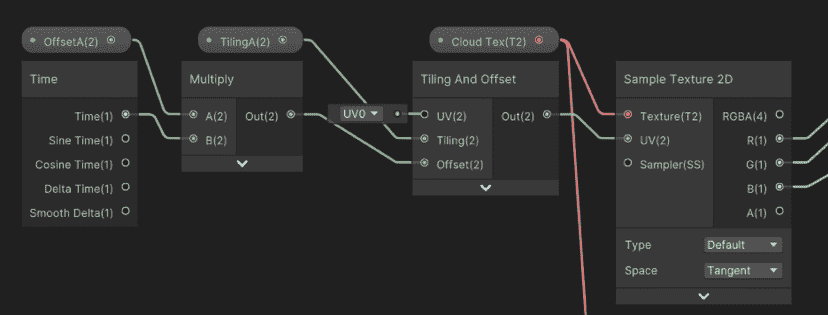 OffsetA(2)
TilingA(2)
Cloud Tex(T2)
Time
Time(1)
Sine Time(1)
Cosine Time(1)
Delta Time(1)
Smooth Delta(1)
Multiply
A(2)
Out(2)
B(2)
UV0
Tiling And Offset
UV(2)
Out(2)
Tiling(2)
Offset(2)
Sample Texture 2D
Texture(T2)
RGBA(4)
UV(2)
R(1)
Sampler(SS)
G(1)
B(1)
A(1)
Type
Default
Space
Tangent